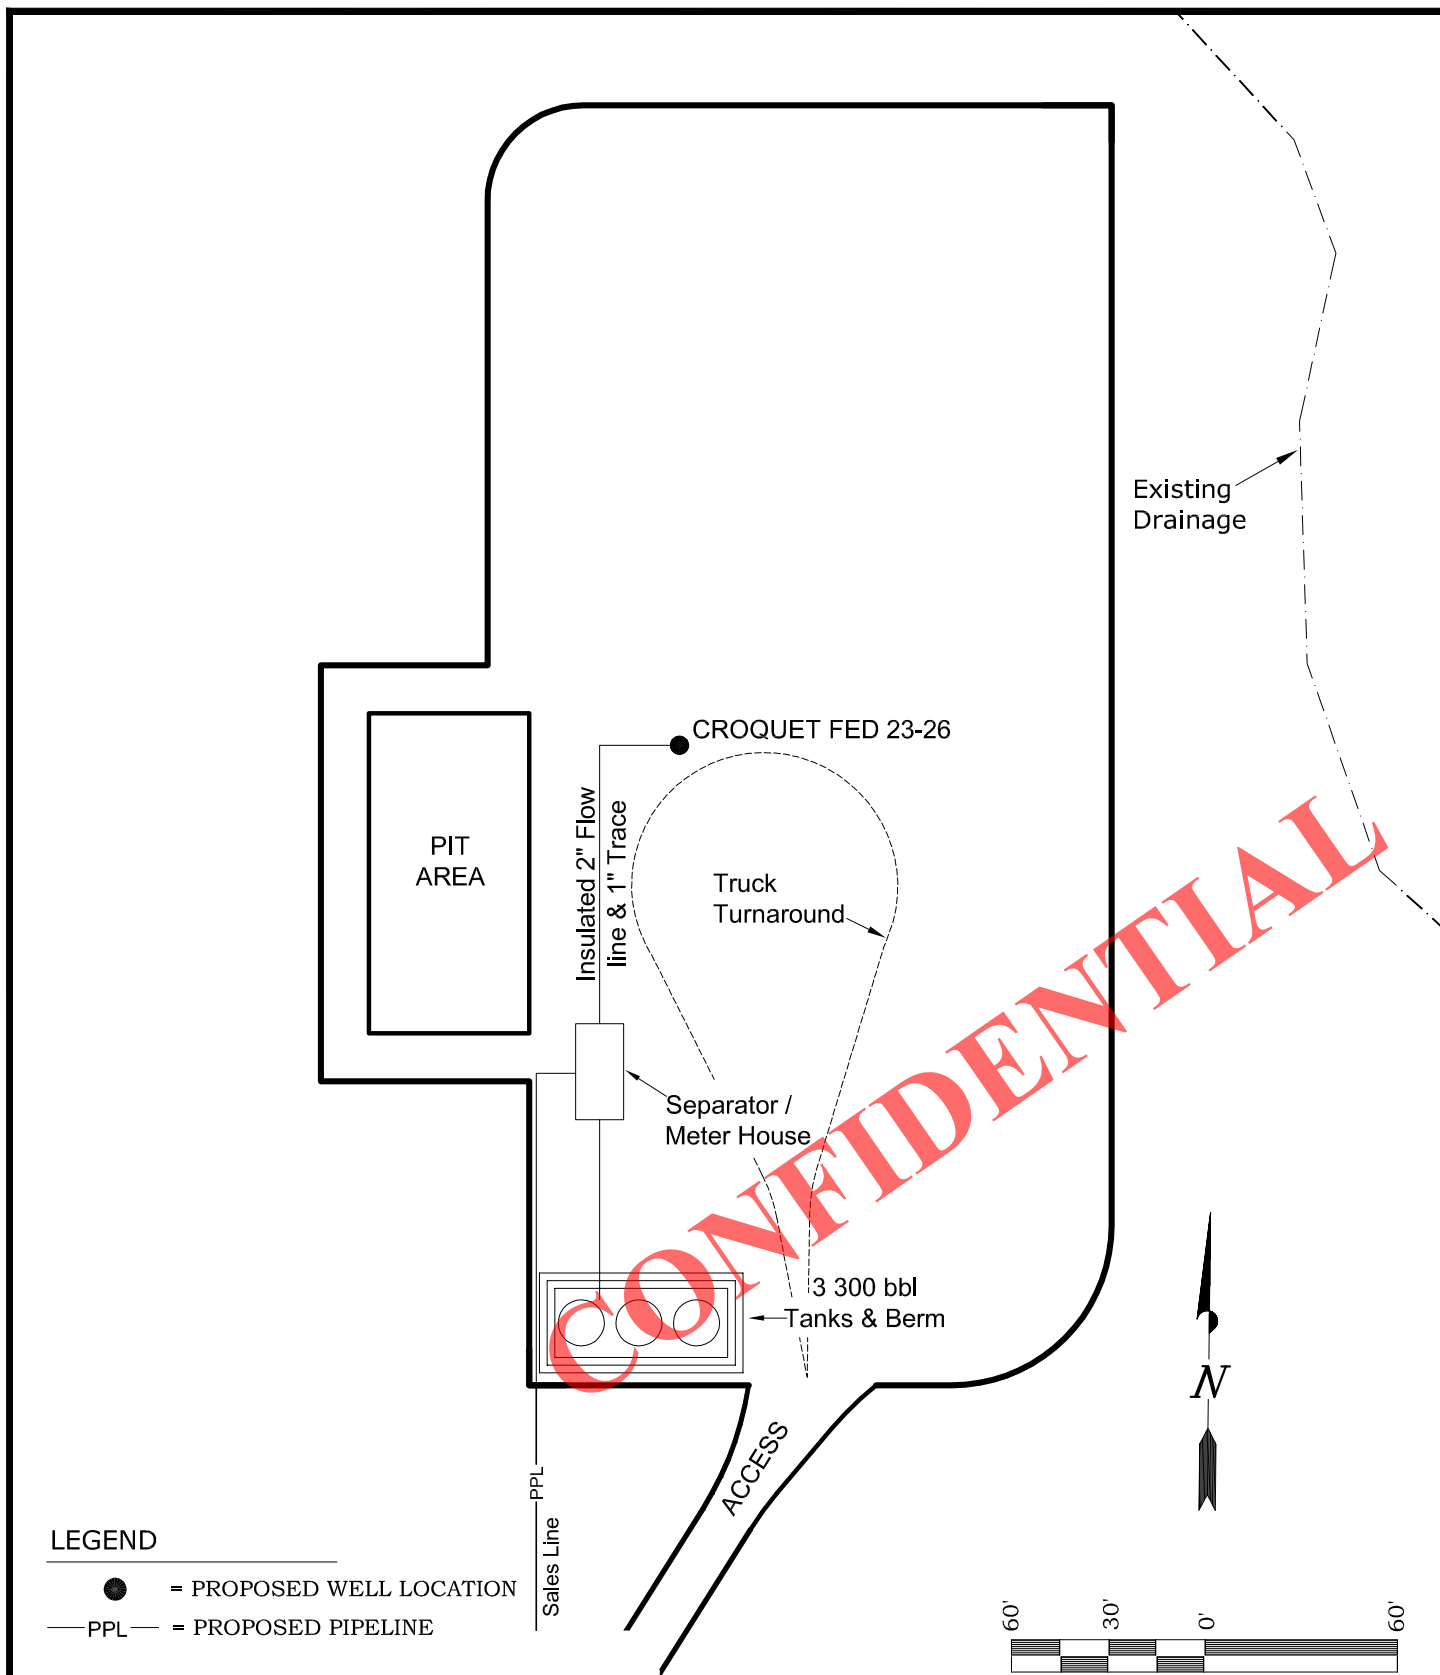 Existing
Drainage
CROQUET FED 23-26
Insulated 2" Flow
line & 1" Trace
PIT
AREA
Truck
Turnaround
Separator /
Meter House
3 300 bbl
Tanks & Berm
CONFIDENTIAL
N
ACCESS
PPL
Sales Line
LEGEND
= PROPOSED WELL LOCATION
PPL = PROPOSED PIPELINE
60' 30' 0' 60'